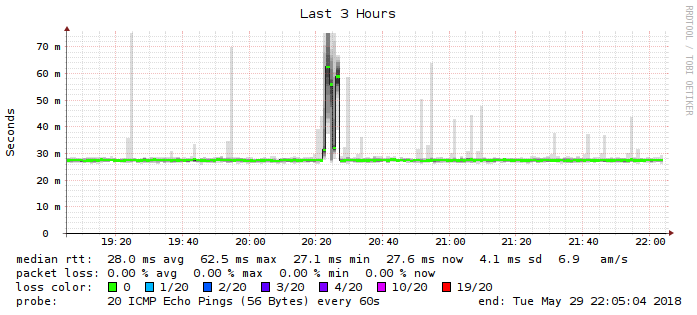 Last 3 Hours
RRDTOOL / TOBI OETIKER
Seconds
70 m
60 m
50 m
40 m
30 m
20 m
10 m
0
19:20 19:40 20:00 20:20 20:40 21:00 21:20 21:40 22:00
median rtt: 28.0 ms avg 62.5 ms max 27.1 ms min 27.6 ms now 4.1 ms sd 6.9 am/s
packet loss: 0.00 % avg 0.00 % max 0.00 % min 0.00 % now
loss color: 0 1/20 2/20 3/20 4/20 10/20 19/20
probe: 20 ICMP Echo Pings (56 Bytes) every 60s end: Tue May 29 22:05:04 2018